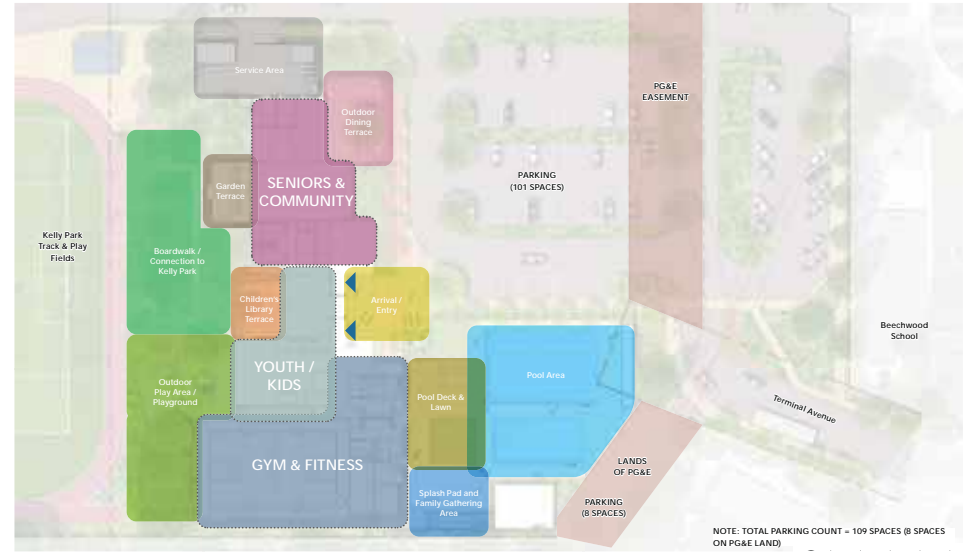 Service Area
Outdoor
Dining
Terrace
PG&E
EASEMENT
PARKING
(101 SPACES)
SENIORS &
COMMUNITY
Garden
Terrace
Kelly Park
Track & Play
Fields
Boardwalk /
Connection to
Kelly Park
Children's
Library
Terrace
Arrival /
Entry
Beechwood
School
YOUTH /
KIDS
Outdoor
Play Area /
Playground
Pool Deck &
Lawn
Pool Area
Terminal Avenue
GYM & FITNESS
LANDS
OF PG&E
Splash Pad and
Family Gathering
Area
PARKING
(8 SPACES)
NOTE: TOTAL PARKING COUNT = 109 SPACES (8 SPACES
ON PG&E LAND)